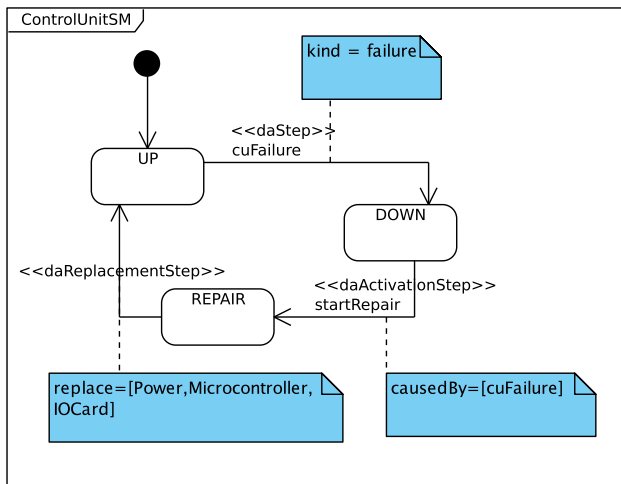 ControlUnitSM
kind = failure
<<daStep>>
cuFailure
UP
DOWN
<<daReplacementStep>>
<<daActivationStep>>
startRepair
REPAIR
replace=[Power,Microcontroller,
IOCard]
causedBy=[cuFailure]